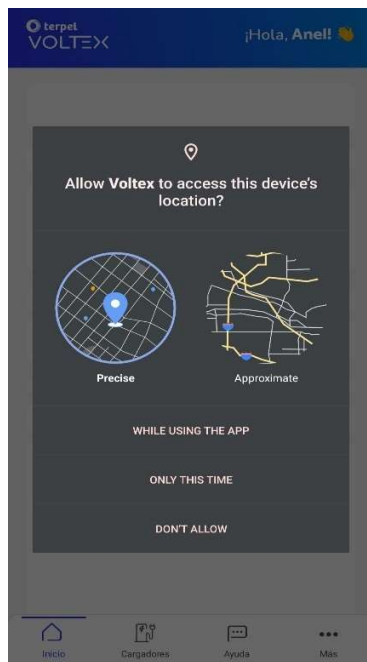 terpel
VOLTEX
¡Hola, Anel! 👏
Allow Voltex to access this device's
location?
Precise
Approximate
WHILE USING THE APP
ONLY THIS TIME
DON'T ALLOW
Inicio
Cargadores
Ayuda
Más